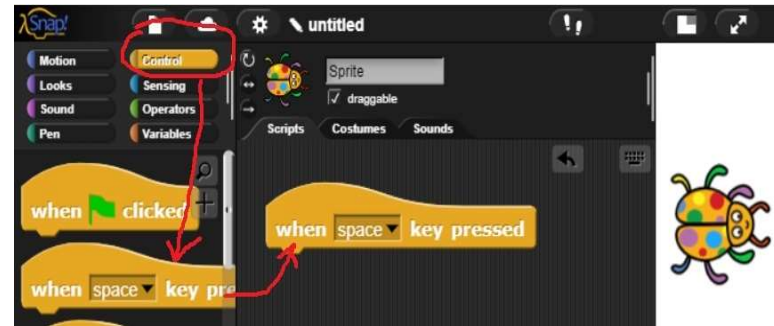 λSnap!
untitled
Motion
Control
Looks
Sensing
Sound
Operators
Pen
Variables
Sprite
draggable
Scripts
Costumes
Sounds
when clicked
when space key pre
when space key pressed